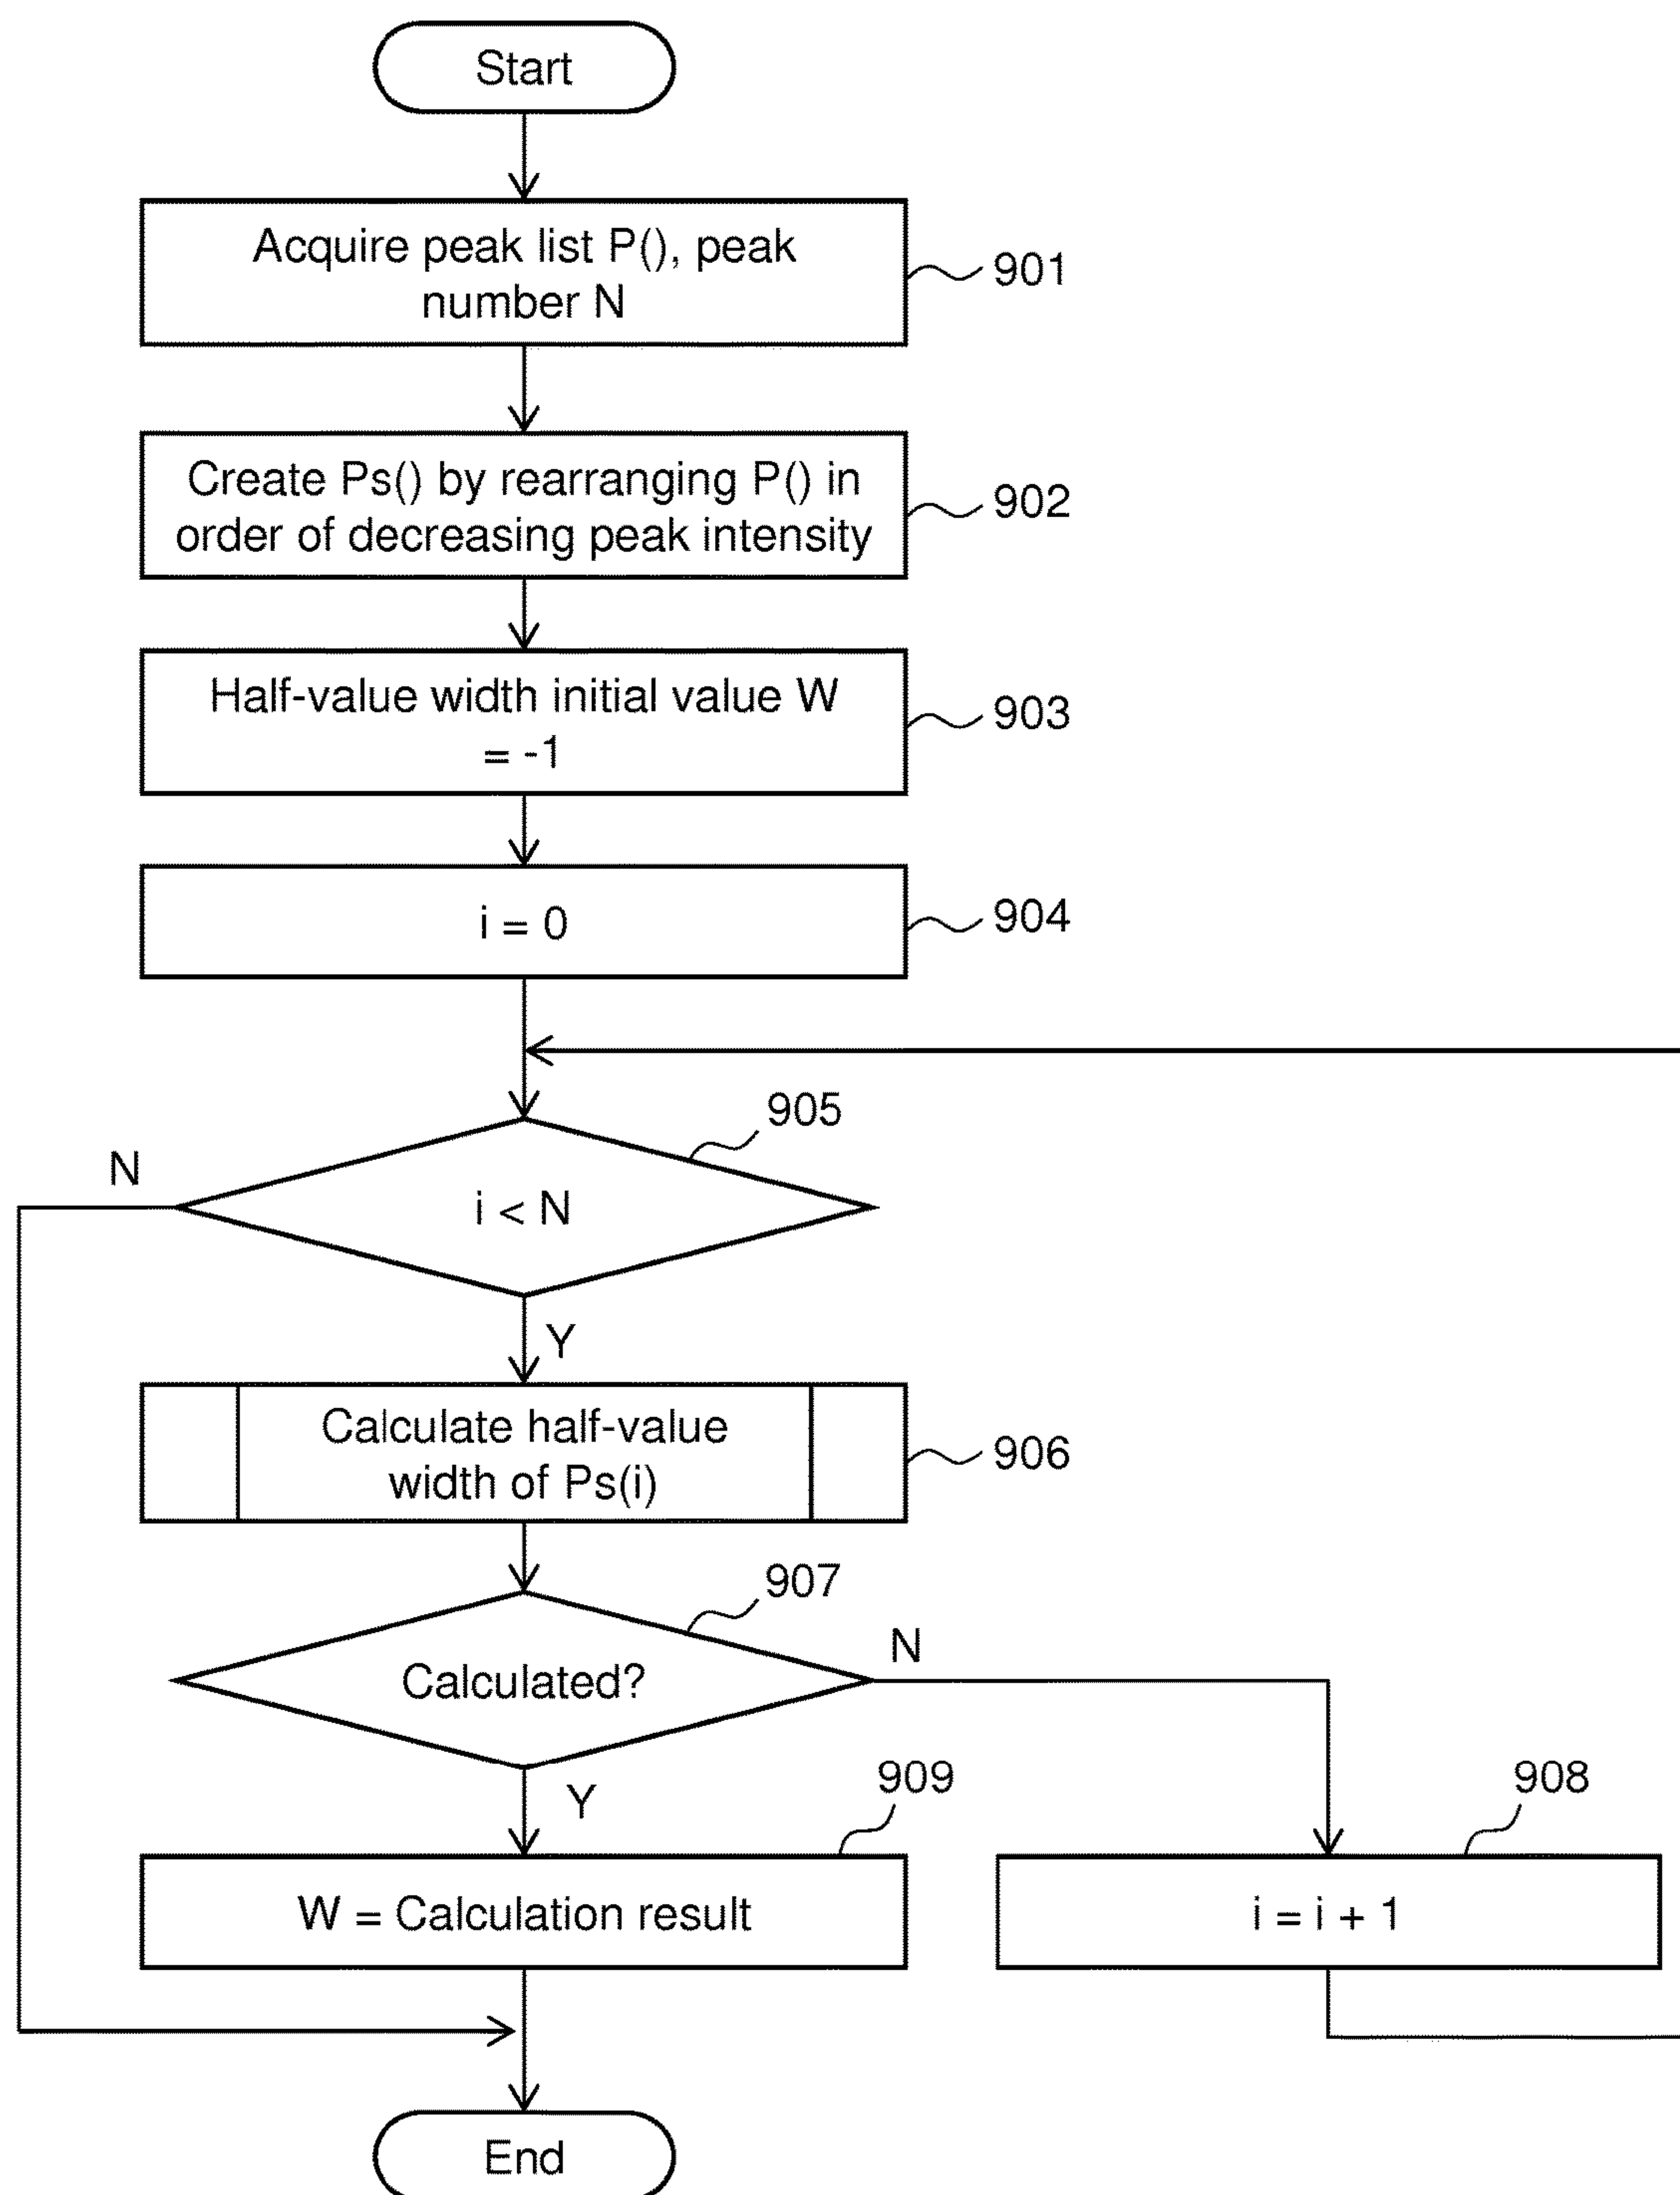 Start
Acquire peak list P(), peak
number N
901
Create Ps() by rearranging P() in
order of decreasing peak intensity
902
Half-value width initial value W
= -1
903
i = 0
904
905
N
i < N
Y
Calculate half-value
width of Ps(i)
906
907
N
Calculated?
Y
909
908
W = Calculation result
i = i + 1
End